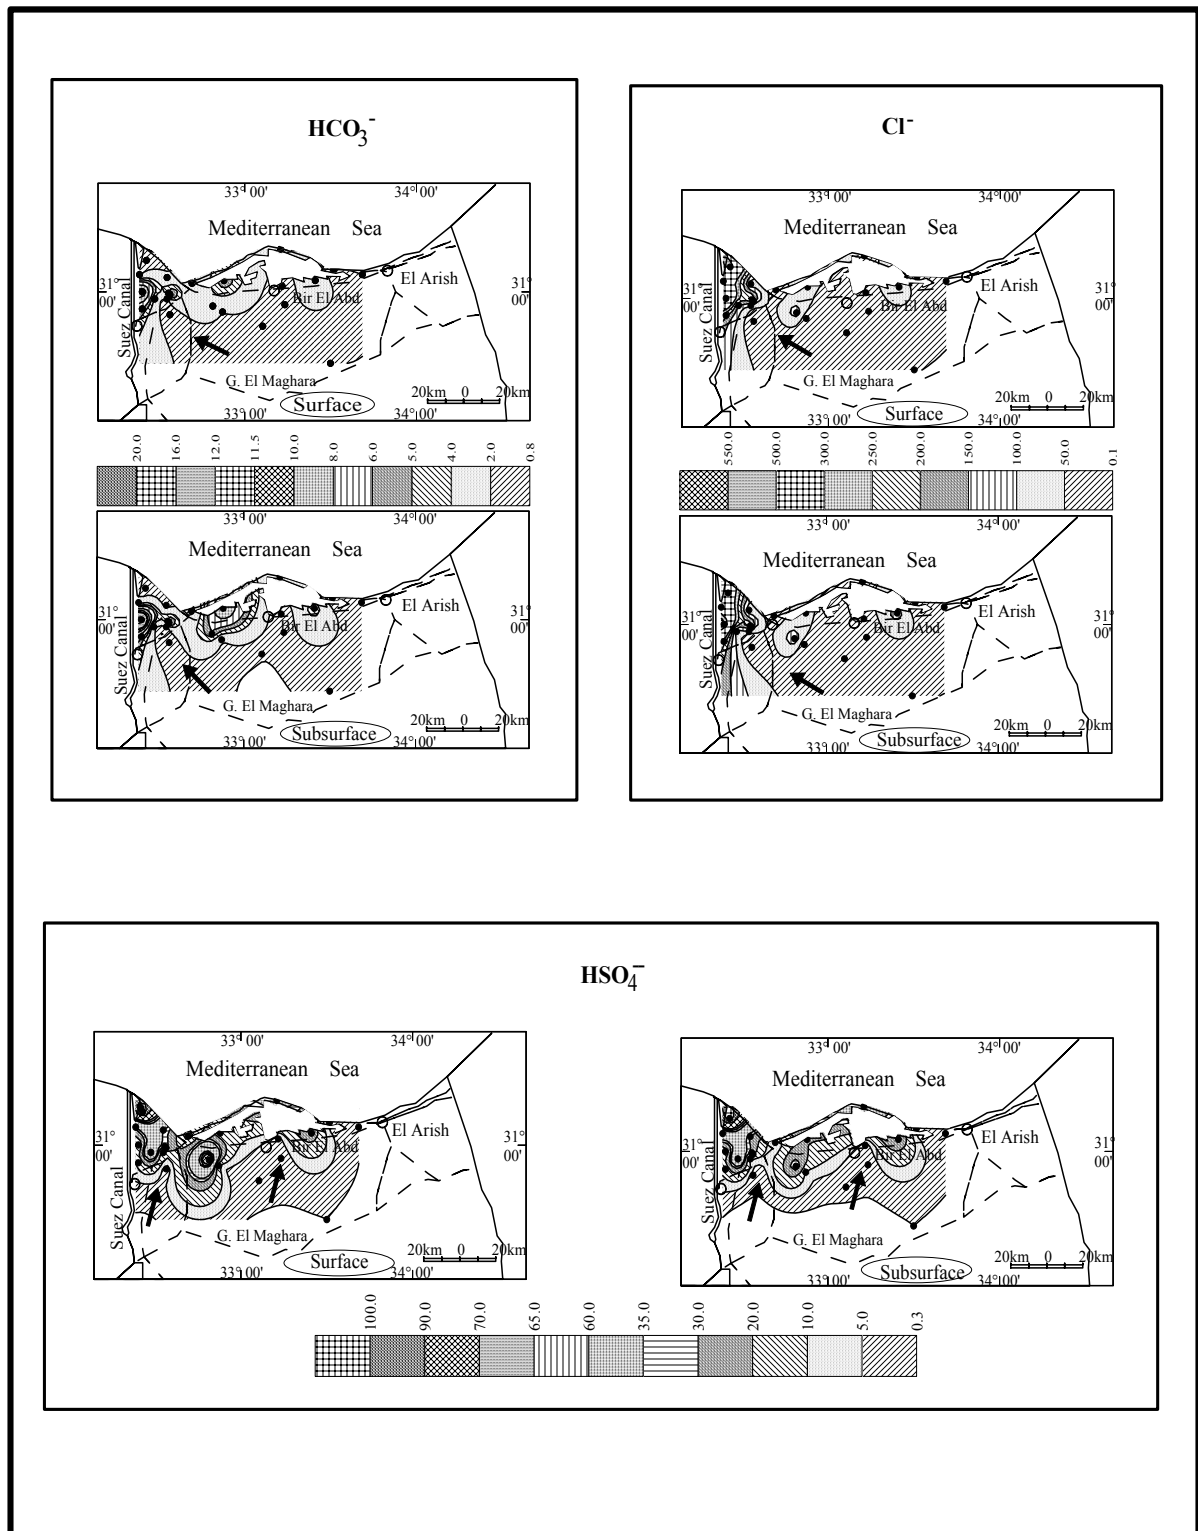 HCO3-
33° 00'
34° 00'
Mediterranean Sea
31°
00'
El Arish
Bir El Abd
Suez Canal
G. El Maghara
20km 0 20km
33° 00'
Surface
34° 00'
20.0 16.0 12.0 11.5 10.0 8.0 6.0 5.0 4.0 2.0 0.8
33° 00'
34° 00'
Mediterranean Sea
31°
00'
El Arish
Bir El Abd
Suez Canal
G. El Maghara
20km 0 20km
33° 00'
Subsurface
34° 00'
Cl-
33° 00'
34° 00'
Mediterranean Sea
31°
00'
El Arish
31°
00'
Bir El Abd
Suez Canal
G. El Maghara
20km 0 20km
33° 00'
Surface
34° 00'
550.0 500.0 300.0 250.0 200.0 150.0 100.0 50.0 0.1
33° 00'
34° 00'
Mediterranean Sea
31°
00'
El Arish
31°
00'
Bir El Abd
Suez Canal
G. El Maghara
20km 0 20km
33° 00'
Subsurface
34° 00'
HSO4-
33° 00'
34° 00'
Mediterranean Sea
31°
00'
El Arish
31°
00'
Bir El Abd
Suez Canal
G. El Maghara
20km 0 20km
33° 00'
Surface
34° 00'
33° 00'
34° 00'
Mediterranean Sea
31°
00'
El Arish
31°
00'
Bir El Abd
Suez Canal
G. El Maghara
20km 0 20km
33° 00'
Subsurface
34° 00'
100.0 90.0 70.0 65.0 60.0 35.0 30.0 20.0 10.0 5.0 0.3